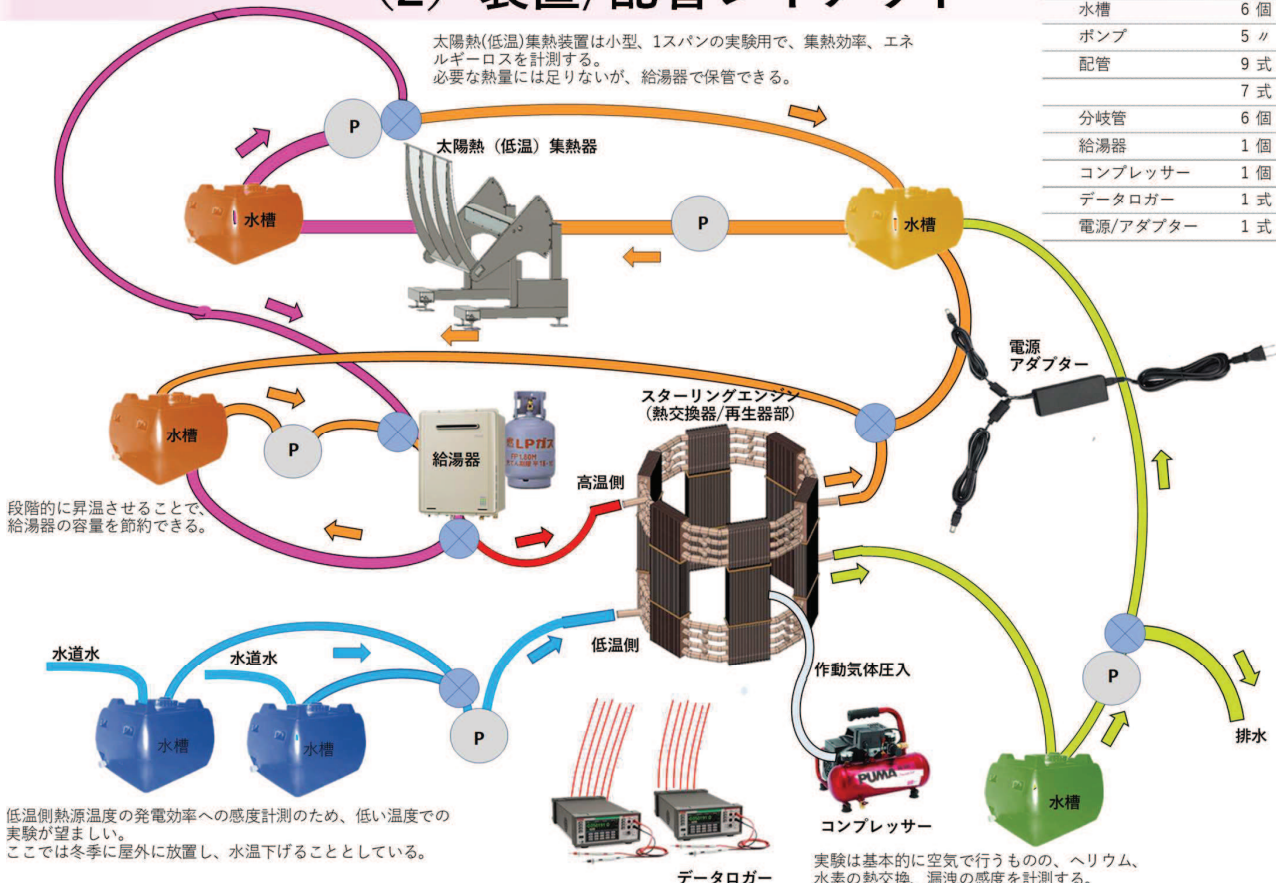 (2) 装置/配管レイアウト
水槽 6 個
ポンプ 5 〃
配管 9 式
7 式
分岐管 6 個
給湯器 1 個
コンプレッサー 1 個
データロガー 1 式
電源/アダプター 1 式
太陽熱(低温)集熱装置は小型、1スパンの実験用で、集熱効率、エネ
ルギーロスを計測する。
必要な熱量には足りないが、給湯器で保管できる。
P
太陽熱（低温）集熱器
水槽
P
水槽
電源
アダプター
スターリングエンジン
（熱交換器/再生器部）
水槽
P
給湯器
LPガス
高温側
段階的に昇温させることで、
給湯器の容量を節約できる。
低温側
水道水
水道水
水槽
水槽
P
作動気体圧入
P
排水
PUMA
水槽
コンプレッサー
低温側熱源温度の発電効率への感度計測のため、低い温度での
実験が望ましい。
ここでは冬季に屋外に放置し、水温下げることとしている。
データロガー
実験は基本的に空気で行うものの、ヘリウム、
水素の熱交換、漏洩の感度を計測する。